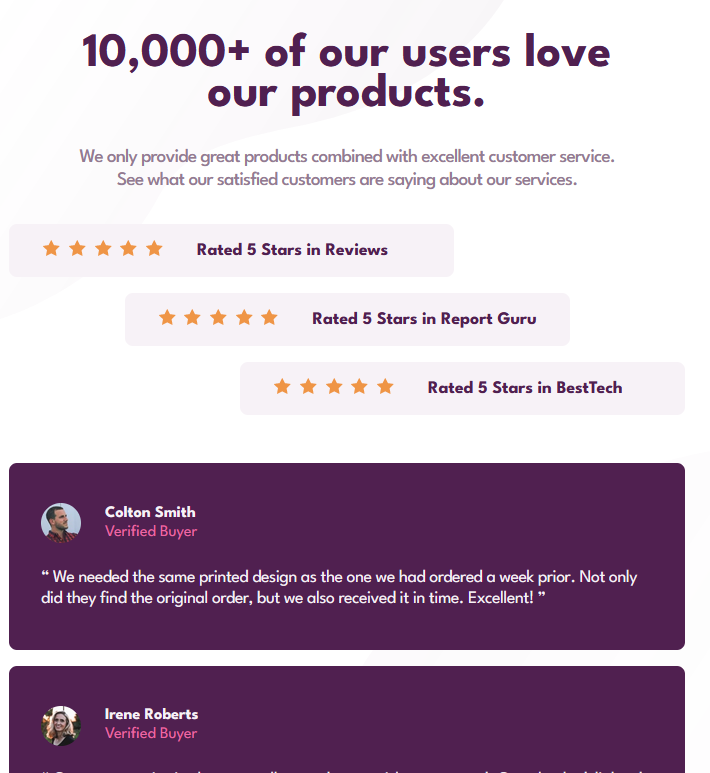 10,000+ of our users love
our products.
We only provide great products combined with excellent customer service.
See what our satisfied customers are saying about our services.
Rated 5 Stars in Reviews
Rated 5 Stars in Report Guru
Rated 5 Stars in BestTech
Colton Smith
Verified Buyer
“ We needed the same printed design as the one we had ordered a week prior. Not only
did they find the original order, but we also received it in time. Excellent! ”
Irene Roberts
Verified Buyer